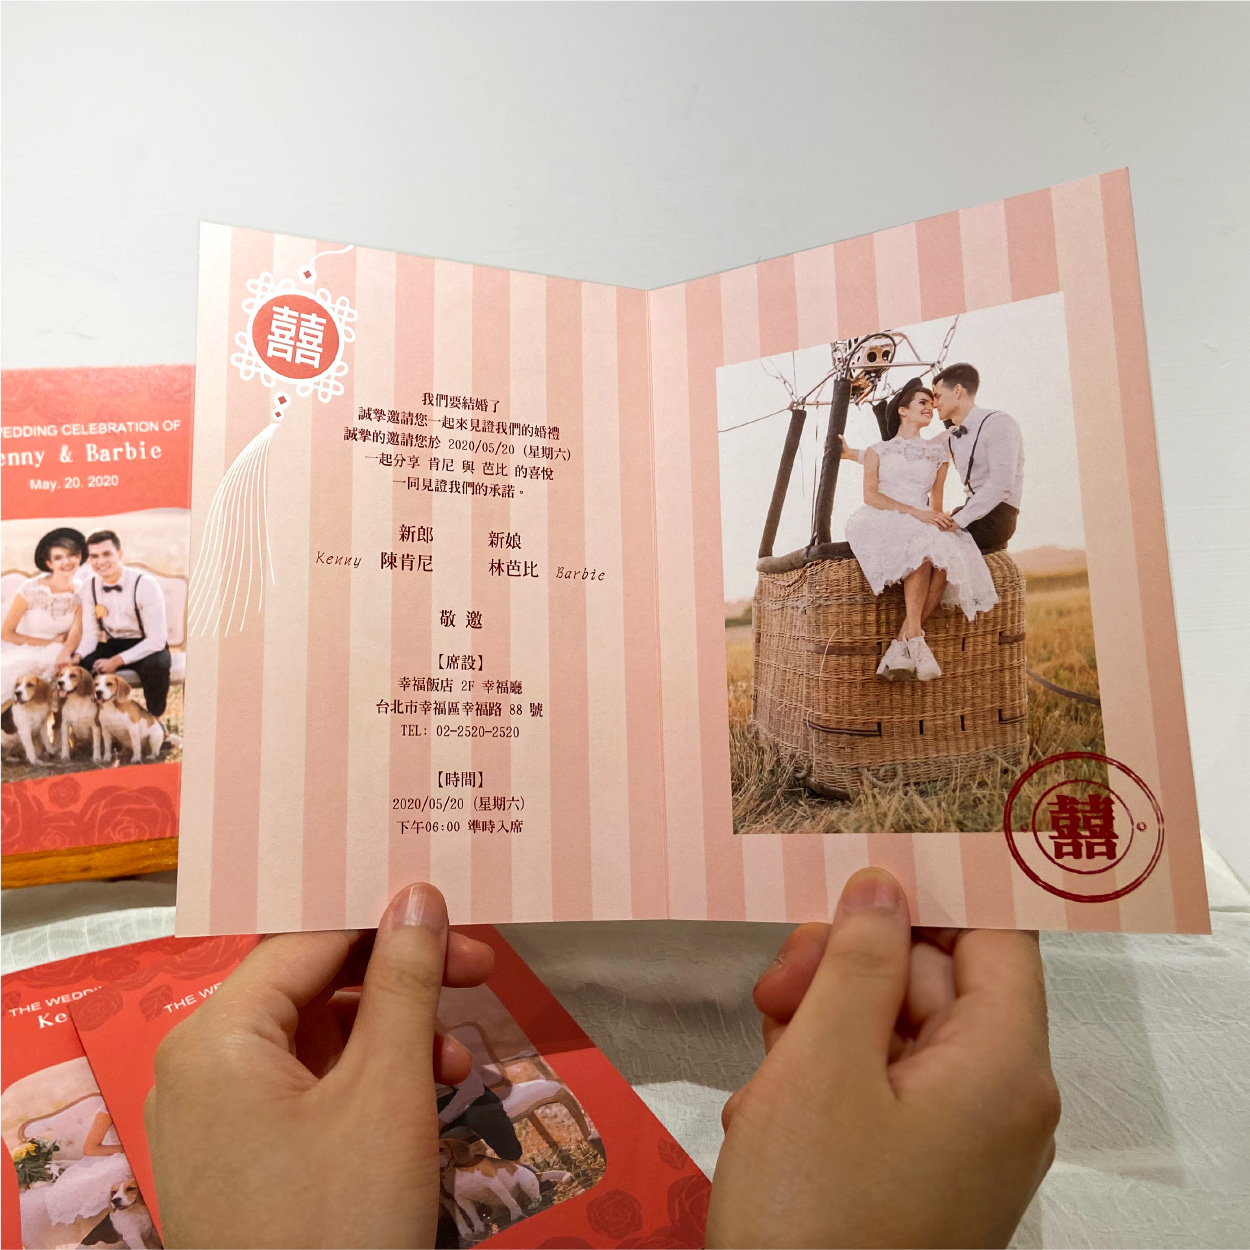 囍
我們要結婚了
誠摯邀請您一起來見證我們的婚禮
誠摯的邀請您於 2020/05/20 (星期六)
一起分享 肯尼 與 芭比 的喜悅
一同見證我們的承諾。
新郎 新娘
Kenny 陳肯尼 林芭比 Barbie
敬 邀
【席設】
幸福飯店 2F 幸福廳
台北市幸福區幸福路 88 號
TEL: 02-2520-2520
【時間】
2020/05/20 (星期六)
下午06:00 準時入席
囍
WEDDING CELEBRATION OF
enny & Barbie
May. 20. 2020
THE WEDDI
Ke
THE WE